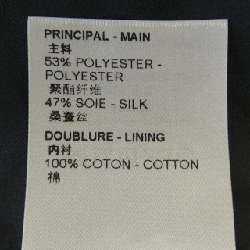 PRINCIPAL - MAIN
主料
53% POLYESTER -
POLYESTER
聚酯纤维
47% SOIE - SILK
桑蚕丝
DOUBLURE - LINING
内衬
100% COTON - COTTON
棉